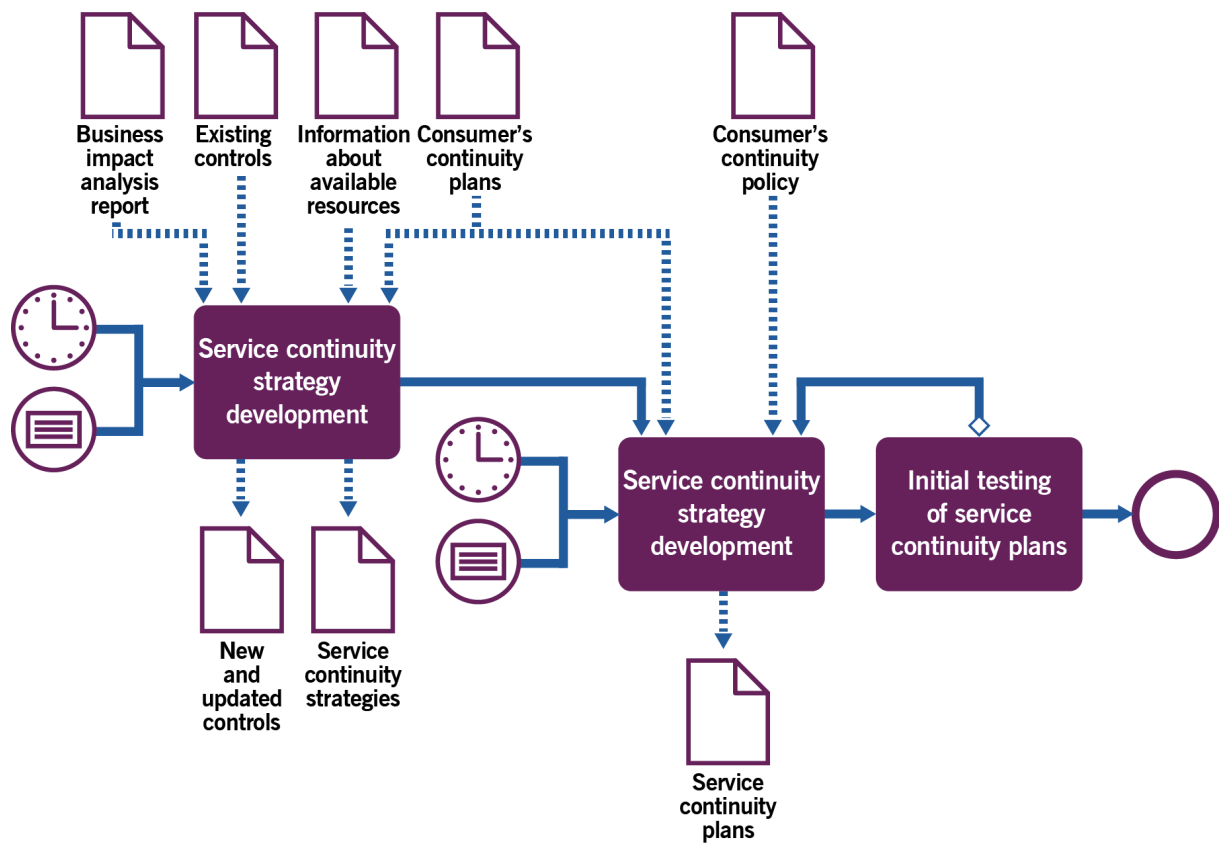 Business
impact
analysis
report
Existing
controls
Information
about
available
resources
Consumer’s
continuity
plans
Consumer’s
continuity
policy
Service continuity
strategy
development
Service continuity
strategy
development
Initial testing
of service
continuity plans
New
and
updated
controls
Service
continuity
strategies
Service
continuity
plans